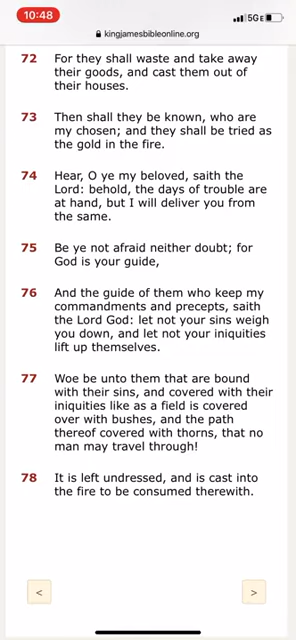 10:48
5GE
kingjamesbibleonline.org
72 For they shall waste and take away
their goods, and cast them out of
their houses.
73 Then shall they be known, who are
my chosen; and they shall be tried as
the gold in the fire.
74 Hear, O ye my beloved, saith the
Lord: behold, the days of trouble are
at hand, but I will deliver you from
the same.
75 Be ye not afraid neither doubt; for
God is your guide,
76 And the guide of them who keep my
commandments and precepts, saith
the Lord God: let not your sins weigh
you down, and let not your iniquities
lift up themselves.
77 Woe be unto them that are bound
with their sins, and covered with their
iniquities like as a field is covered
over with bushes, and the path
thereof covered with thorns, that no
man may travel through!
78 It is left undressed, and is cast into
the fire to be consumed therewith.
< >